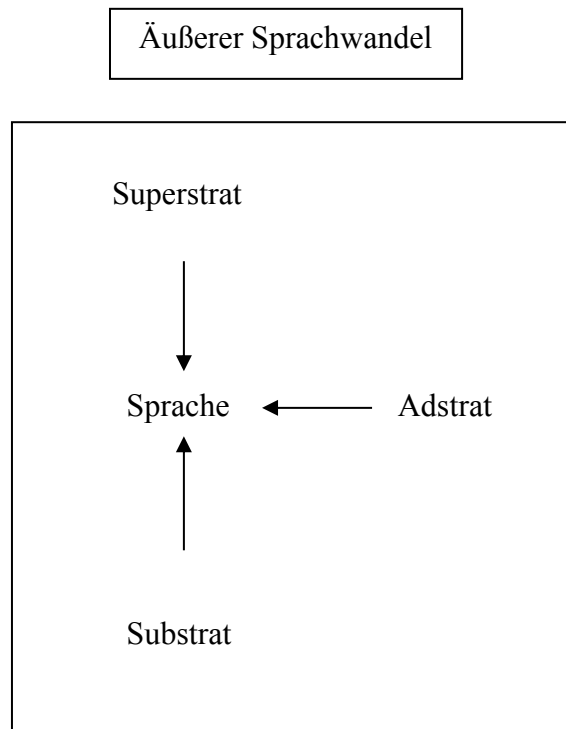 Äußerer Sprachwandel
Superstrat
Sprache
Adstrat
Substrat